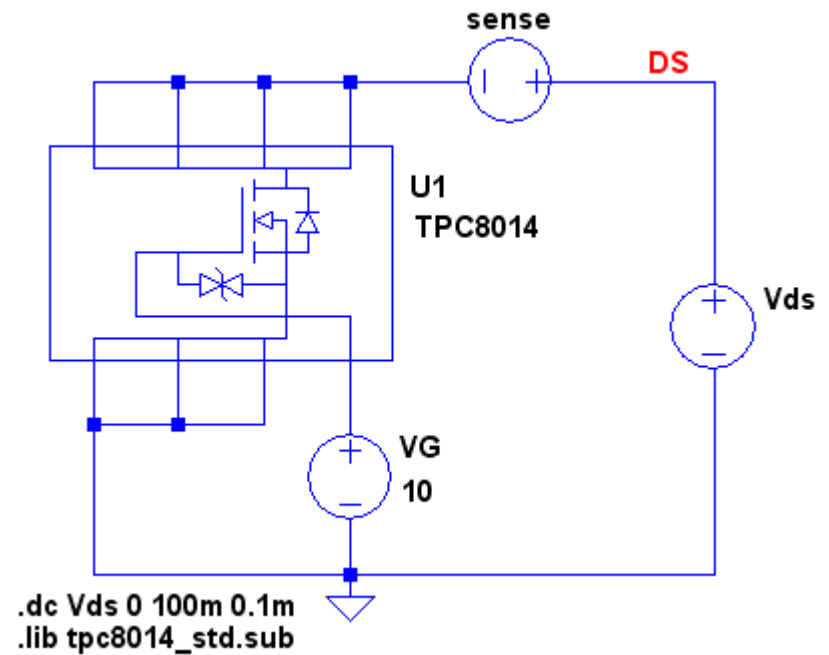 sense
DS
U1
TPC8014
Vds
VG
10
.dc Vds 0 100m 0.1m
.lib tpc8014_std.sub